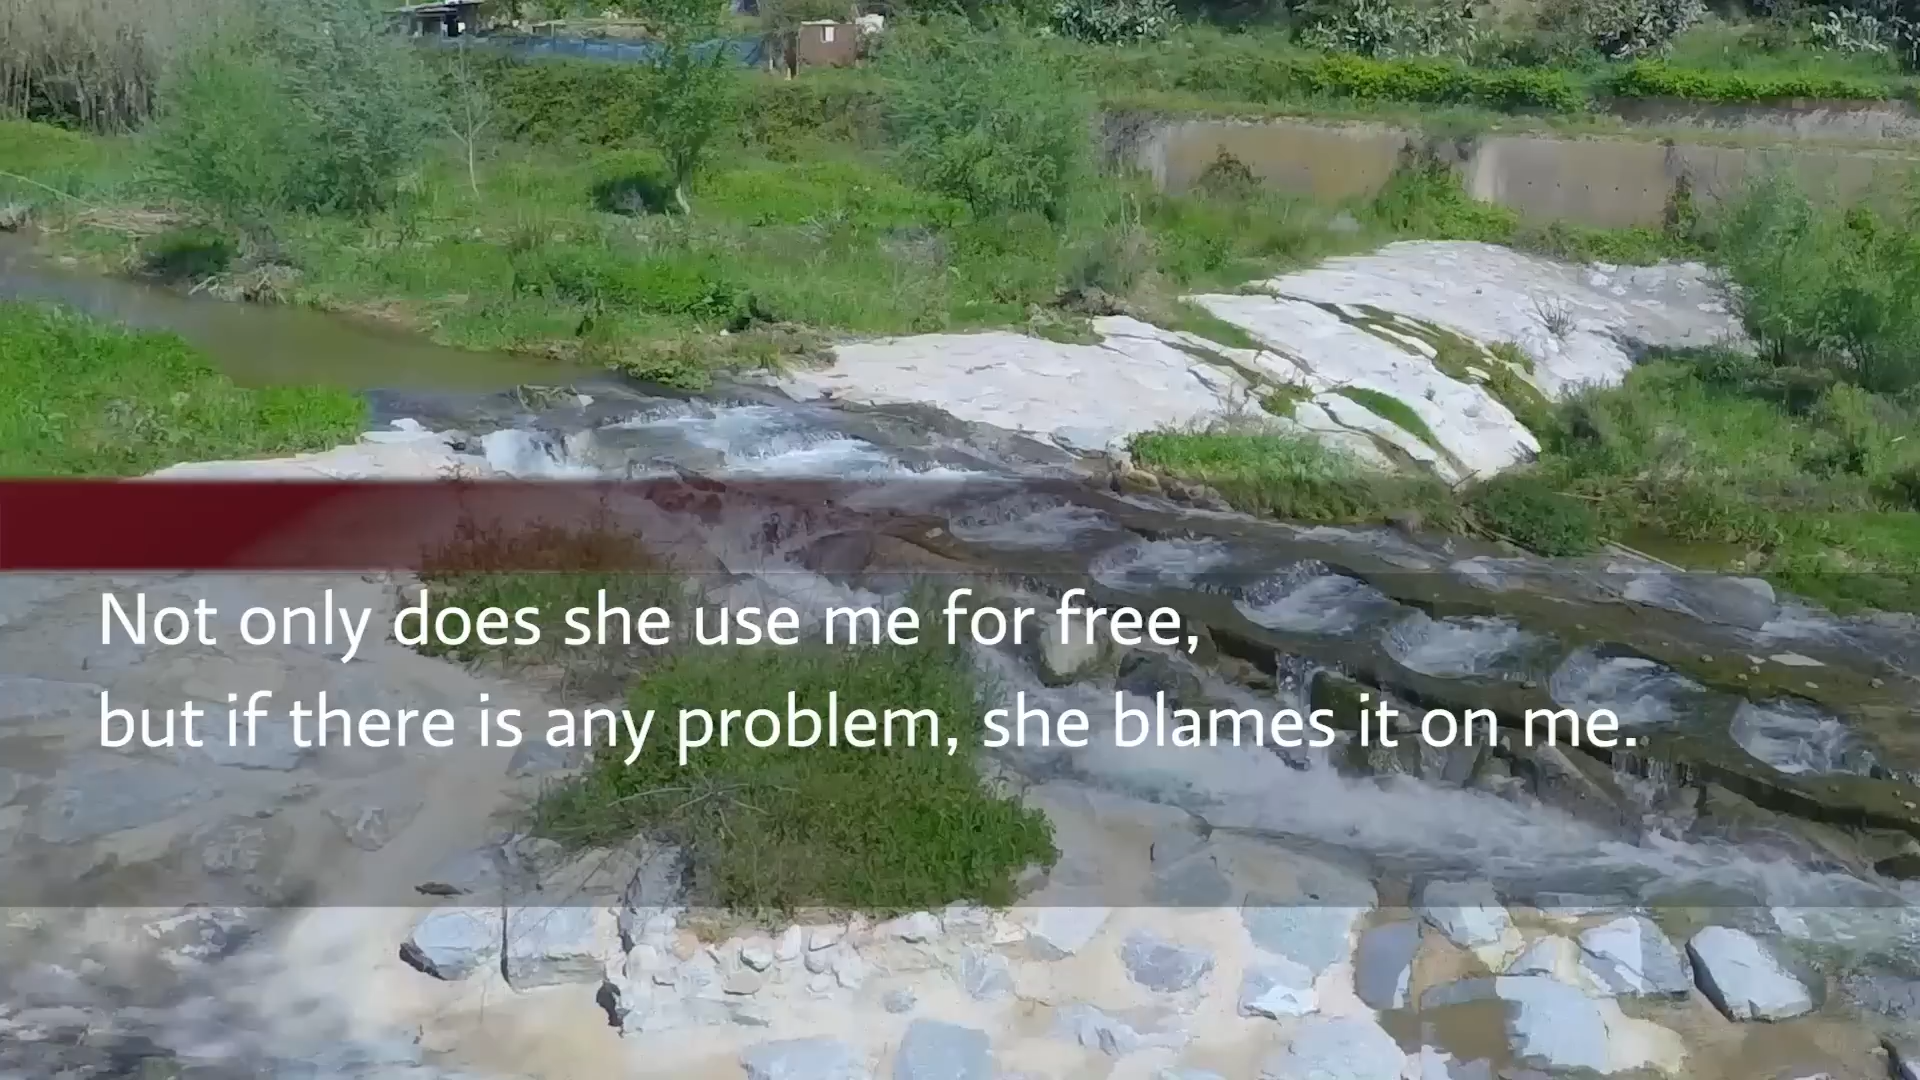 Not only does she use me for free,
but if there is any problem, she blames it on me.